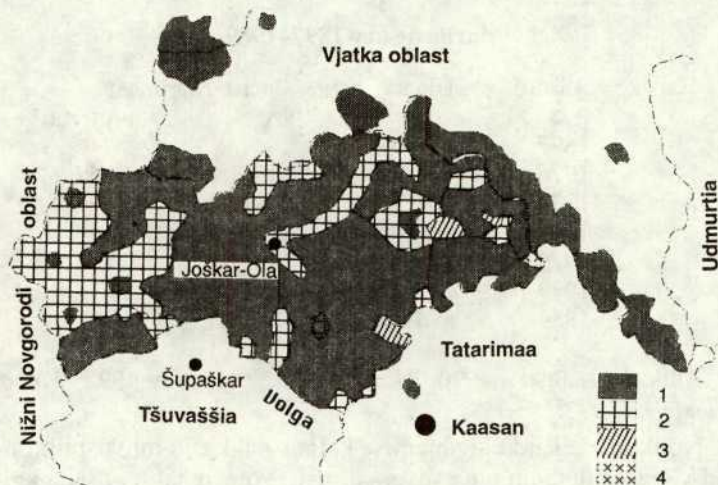 Vjatka oblast
Nižni Novgorodi oblast
Udmurtia
Joškar-Ola
Tatarimaa
Šupaškar
Tšuvaššia
Volga
Kaasan
1
2
3
4